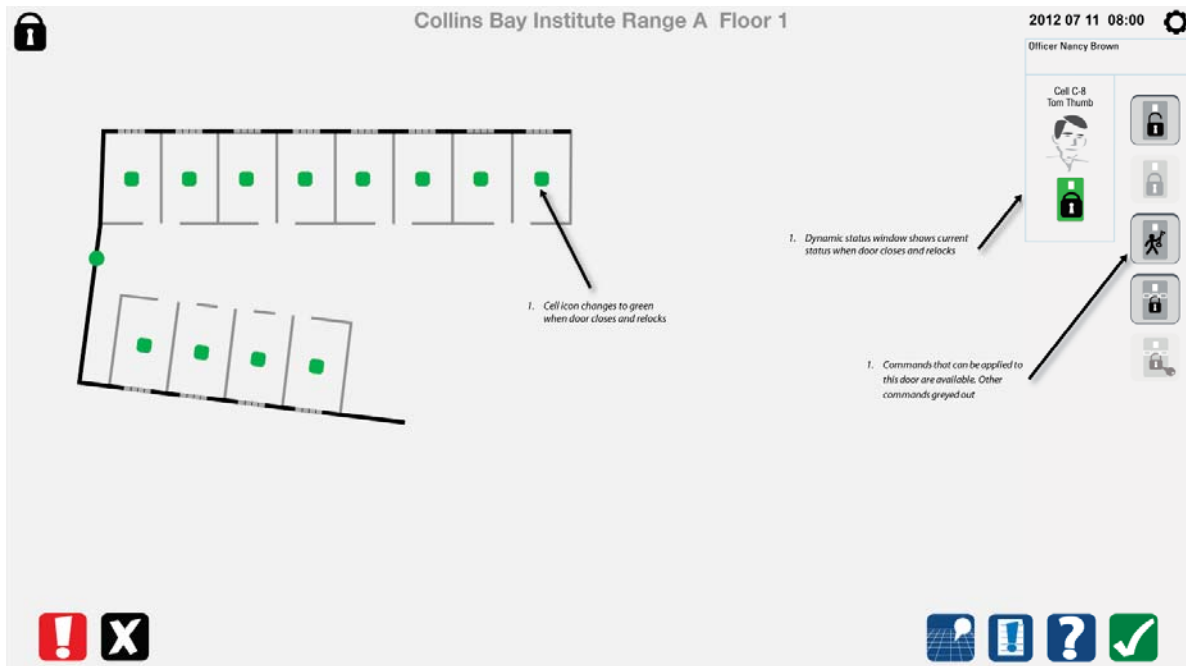 Collins Bay Institute Range A  Floor 1
2012 07 11  08:00
Officer Nancy Brown
Cell C-8
Tom Thumb
1. Dynamic status window shows current
status when door closes and relocks
1. Cell icon changes to green
when door closes and relocks
1. Commands that can be applied to
this door are available. Other
commands greyed out